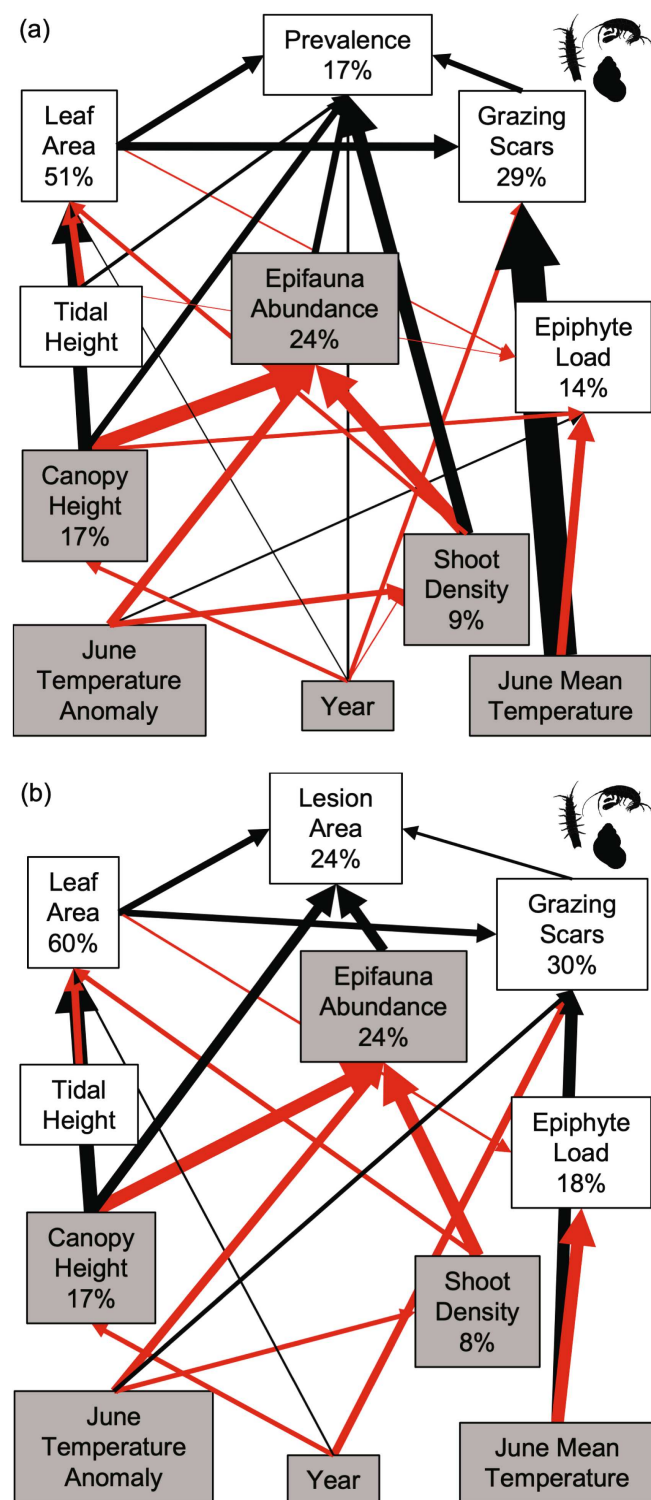 (a)
Prevalence
17%
Leaf
Area
51%
Grazing
Scars
29%
Epifauna
Abundance
24%
Tidal
Height
Epiphyte
Load
14%
Canopy
Height
17%
Shoot
Density
9%
June
Temperature
Anomaly
Year
June Mean
Temperature
(b)
Lesion
Area
24%
Leaf
Area
60%
Grazing
Scars
30%
Epifauna
Abundance
24%
Tidal
Height
Epiphyte
Load
18%
Canopy
Height
17%
Shoot
Density
8%
June
Temperature
Anomaly
Year
June Mean
Temperature